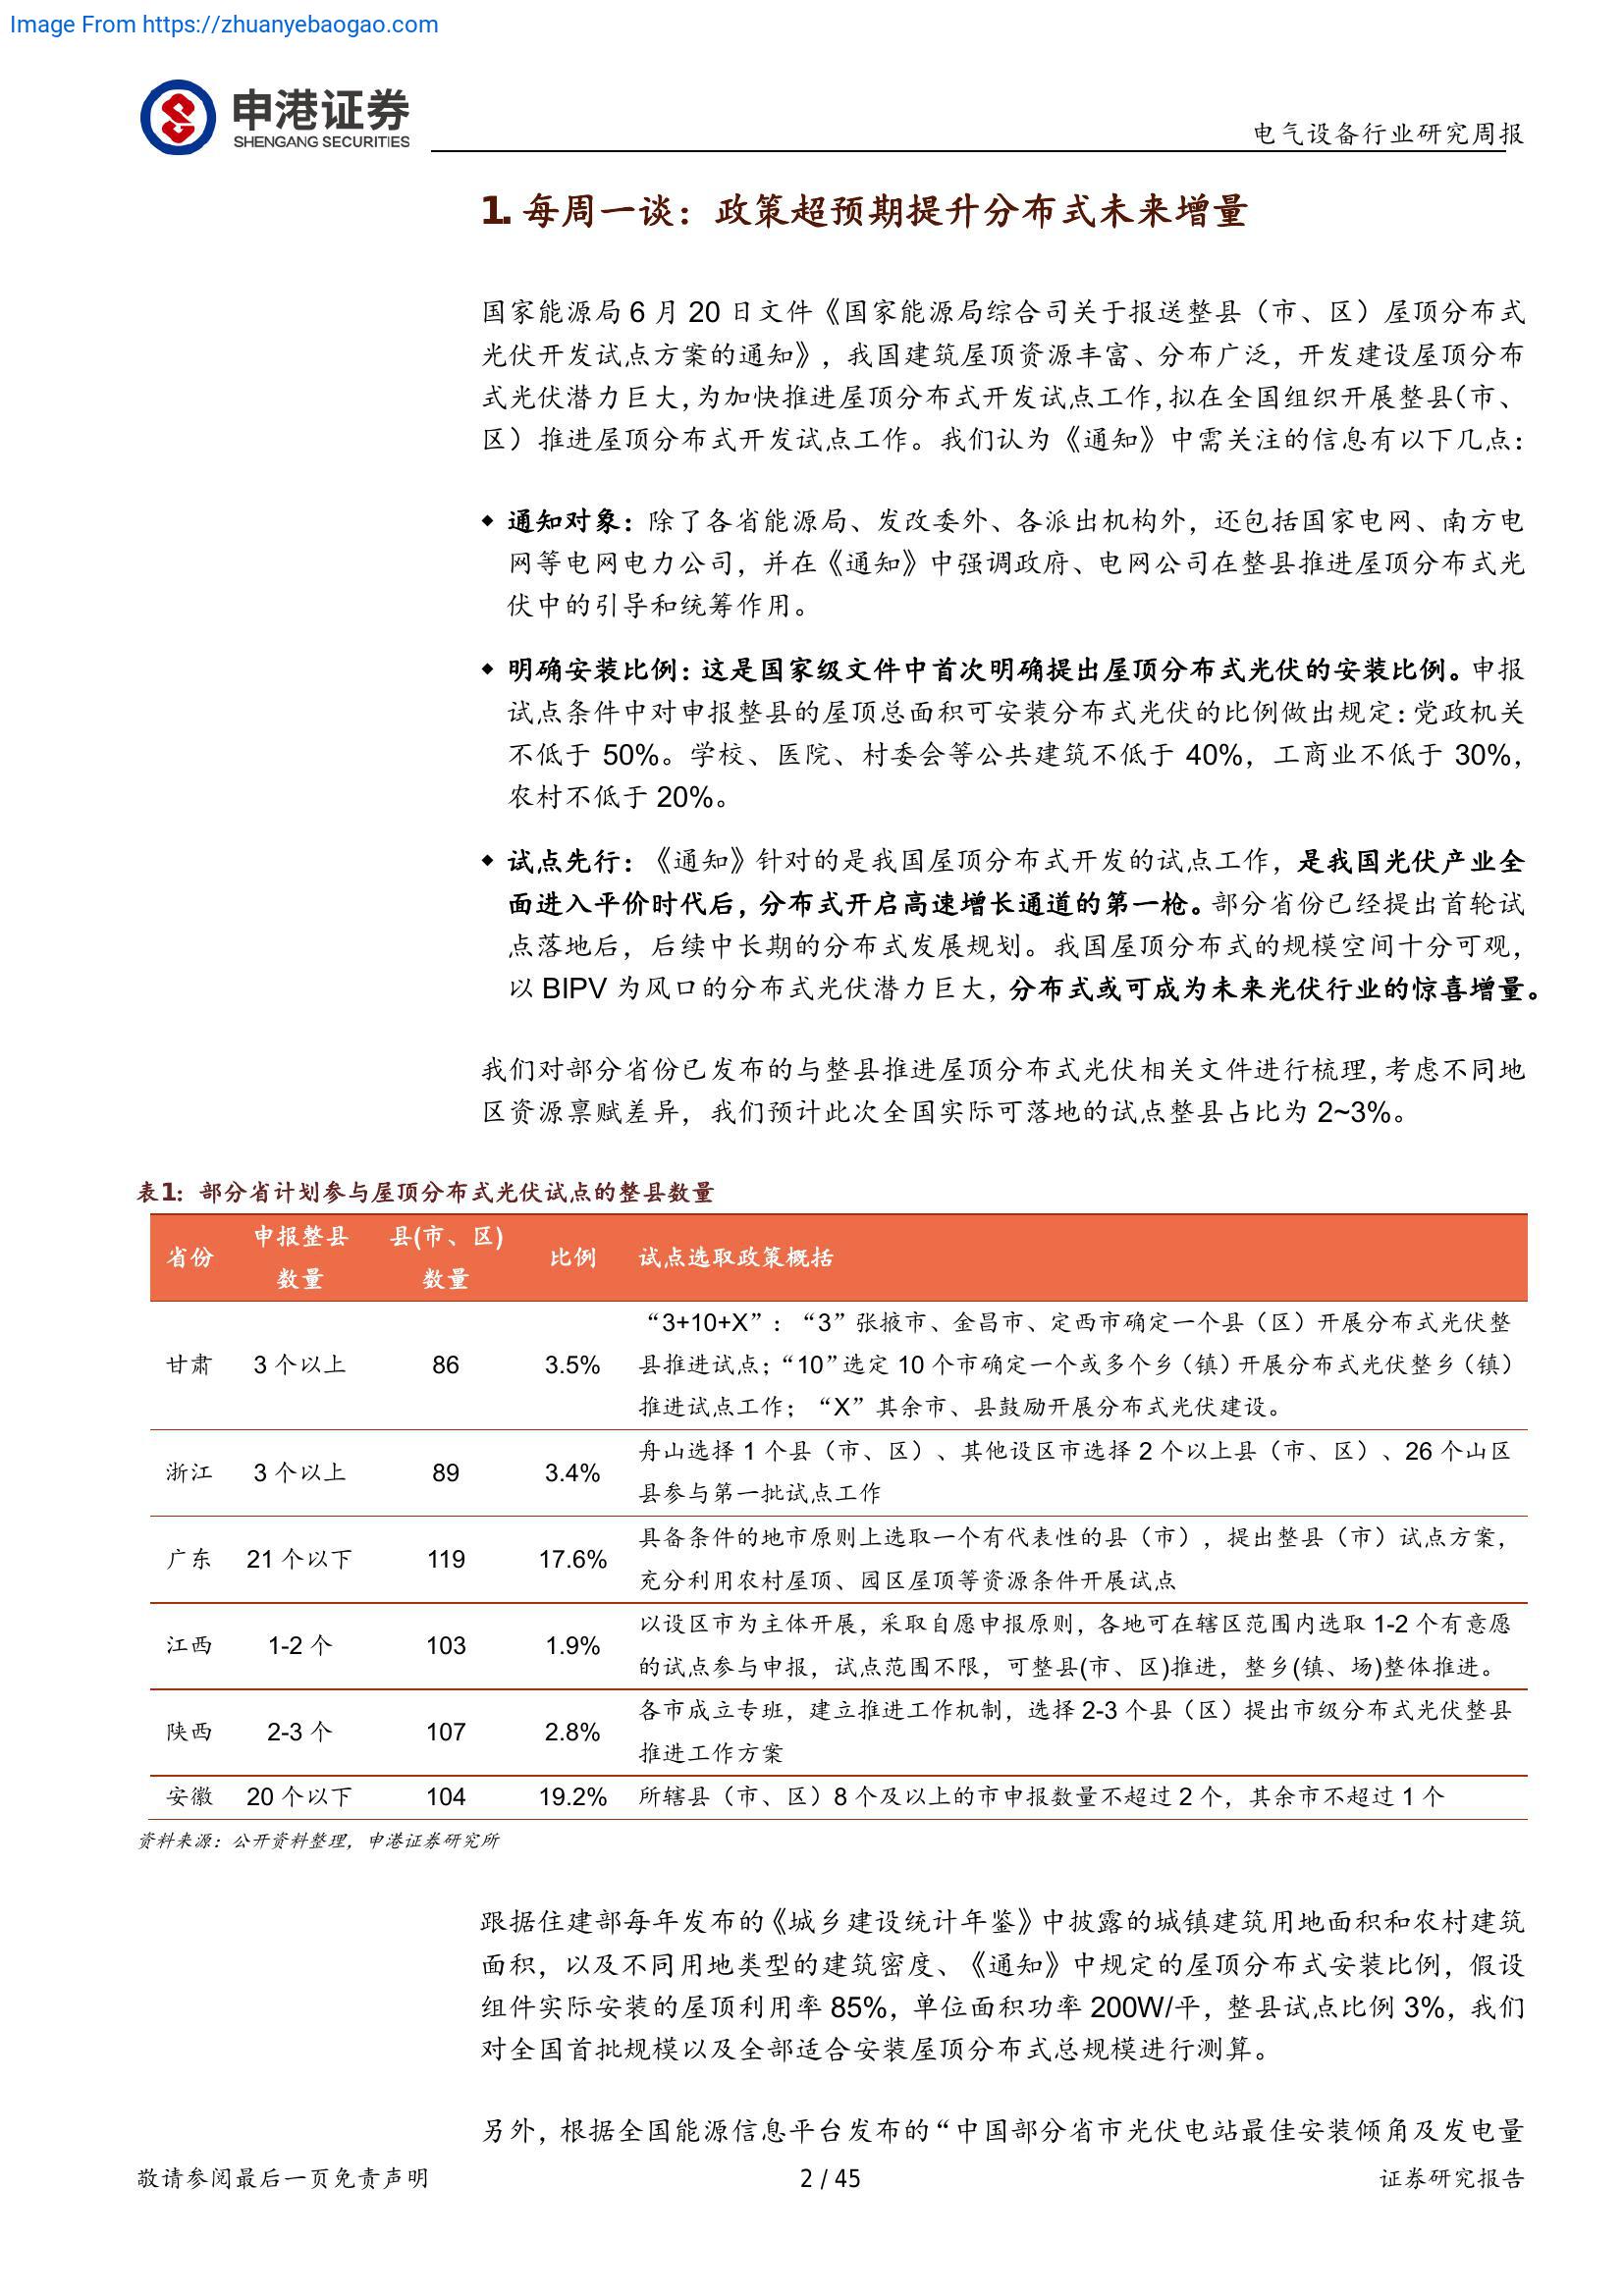 Image From https://zhuanyebaogao.com
申港证券
SHENGANG SECURITIES
电气设备行业研究周报
1. 每周一谈：政策超预期提升分布式未来增量
国家能源局 6 月 20 日文件《国家能源局综合司关于报送整县（市、区）屋顶分布式
光伏开发试点方案的通知》，我国建筑屋顶资源丰富、分布广泛，开发建设屋顶分布
式光伏潜力巨大，为加快推进屋顶分布式开发试点工作，拟在全国组织开展整县（市、
区）推进屋顶分布式开发试点工作。我们认为《通知》中需关注的信息有以下几点：
◆ 通知对象：除了各省能源局、发改委外、各派出机构外，还包括国家电网、南方电
网等电网电力公司，并在《通知》中强调政府、电网公司在整县推进屋顶分布式光
伏中的引导和统筹作用。
◆ 明确安装比例：这是国家级文件中首次明确提出屋顶分布式光伏的安装比例。申报
试点条件中对申报整县的屋顶总面积可安装分布式光伏的比例做出规定：党政机关
不低于 50%。学校、医院、村委会等公共建筑不低于 40%，工商业不低于 30%，
农村不低于 20%。
◆ 试点先行：《通知》针对的是我国屋顶分布式开发的试点工作，是我国光伏产业全
面进入平价时代后，分布式开启高速增长通道的第一枪。部分省份已经提出首轮试
点落地后，后续中长期的分布式发展规划。我国屋顶分布式的规模空间十分可观，
以 BIPV 为风口的分布式光伏潜力巨大，分布式或可成为未来光伏行业的惊喜增量。
我们对部分省份已发布的与整县推进屋顶分布式光伏相关文件进行梳理，考虑不同地
区资源禀赋差异，我们预计此次全国实际可落地的试点整县占比为 2~3%。
表1：部分省计划参与屋顶分布式光伏试点的整县数量
省份 申报整县数量 县(市、区)数量 比例 试点选取政策概括
甘肃 3 个以上 86 3.5% “3+10+X”：“3”张掖市、金昌市、定西市确定一个县（区）开展分布式光伏整
县推进试点；“10”选定 10 个市确定一个或多个乡（镇）开展分布式光伏整乡（镇）
推进试点工作；“X”其余市、县鼓励开展分布式光伏建设。
浙江 3 个以上 89 3.4% 舟山选择 1 个县（市、区）、其他设区市选择 2 个以上县（市、区）、26 个山区
县参与第一批试点工作
广东 21 个以下 119 17.6% 具备条件的地市原则上选取一个有代表性的县（市），提出整县（市）试点方案，
充分利用农村屋顶、园区屋顶等资源条件开展试点
江西 1-2 个 103 1.9% 以设区市为主体开展，采取自愿申报原则，各地可在辖区范围内选取 1-2 个有意愿
的试点参与申报，试点范围不限，可整县(市、区)推进，整乡(镇、场)整体推进。
陕西 2-3 个 107 2.8% 各市成立专班，建立推进工作机制，选择 2-3 个县（区）提出市级分布式光伏整县
推进工作方案
安徽 20 个以下 104 19.2% 所辖县（市、区）8 个及以上的市申报数量不超过 2 个，其余市不超过 1 个
资料来源：公开资料整理，申港证券研究所
跟据住建部每年发布的《城乡建设统计年鉴》中披露的城镇建筑用地面积和农村建筑
面积，以及不同用地类型的建筑密度、《通知》中规定的屋顶分布式安装比例，假设
组件实际安装的屋顶利用率 85%，单位面积功率 200W/平，整县试点比例 3%，我们
对全国首批规模以及全部适合安装屋顶分布式总规模进行测算。
另外，根据全国能源信息平台发布的“中国部分省市光伏电站最佳安装倾角及发电量
敬请参阅最后一页免责声明
2 / 45
证券研究报告